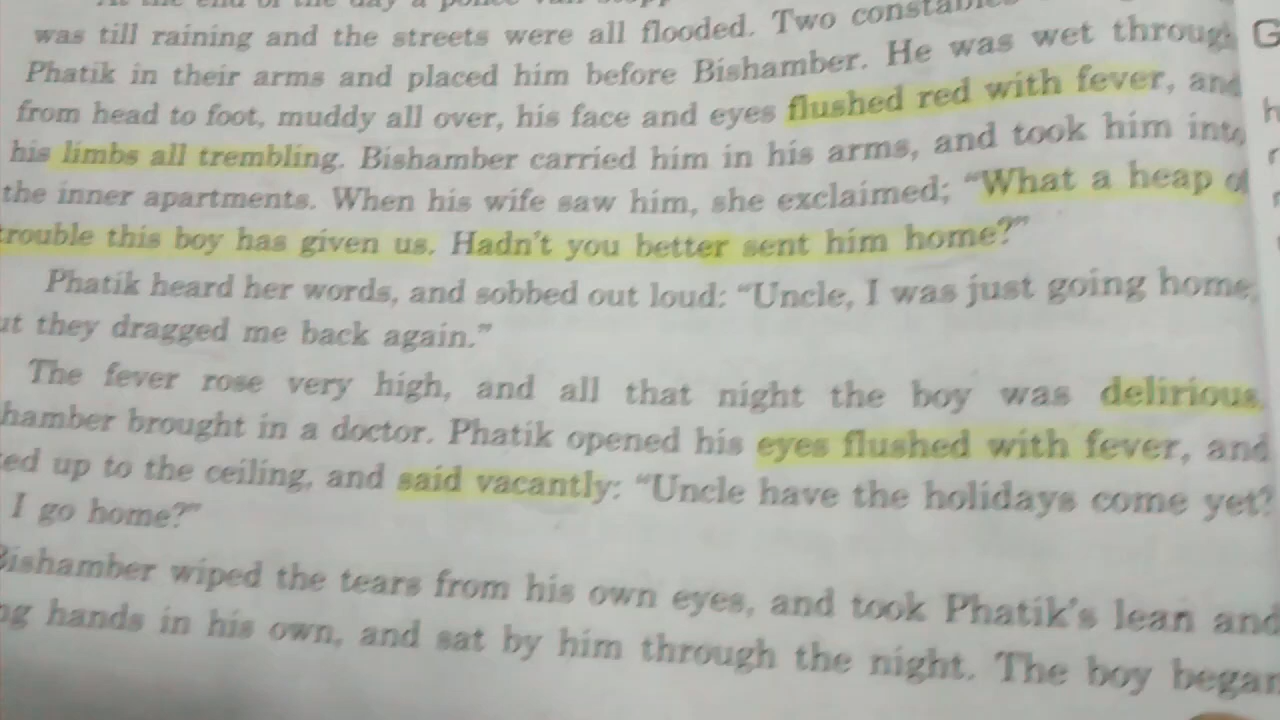 was till raining and the streets were all flooded. Two
Phatik in their arms and placed him before Bishamber. He was wet through
from head to foot, muddy all over, his face and eyes flushed red with fever, and
his limbs all trembling. Bishamber carried him in his arms, and took him into
the inner apartments. When his wife saw him, she exclaimed; “What a heap of
trouble this boy has given us. Hadn't you better sent him home?”
Phatik heard her words, and sobbed out loud: “Uncle, I was just going home
ut they dragged me back again.”
The fever rose very high, and all that night the boy was delirious
hamber brought in a doctor. Phatik opened his eyes flushed with fever, and
ed up to the ceiling, and said vacantly: “Uncle have the holidays come yet?
I go home?”
Bishamber wiped the tears from his own eyes, and took Phatik's lean and
ng hands in his own, and sat by him through the night. The boy began